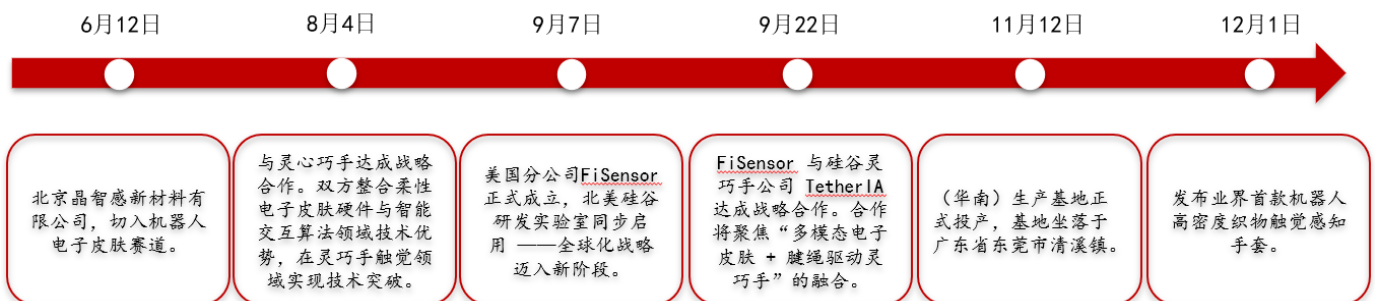 6月12日
8月4日
9月7日
9月22日
11月12日
12月1日
北京晶智感新材料有
限公司，切入机器人
电子皮肤赛道。
与灵心巧手达成战略
合作。双方整合柔性
电子皮肤硬件与智能
交互算法领域技术优
势，在灵巧手触觉领
域实现技术突破。
美国分公司FiSensor
正式成立，北美硅谷
研发实验室同步启
用 ——全球化战略
迈入新阶段。
FiSensor 与硅谷灵
巧手公司 TetherIA
达成战略合作。合作
将聚焦“多模态电子
皮肤 + 腱绳驱动灵
巧手”的融合。
（华南）生产基地正
式投产，基地坐落于
广东省东莞市清溪镇。
发布业界首款机器人
高密度织物触觉感知
手套。